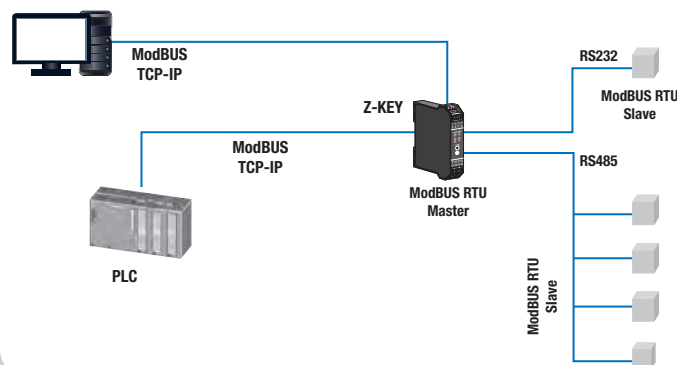 ModBUS
TCP-IP
RS232
ModBUS RTU
Slave
Z-KEY
ModBUS
TCP-IP
RS485
ModBUS RTU
Master
PLC
ModBUS RTU
Slave